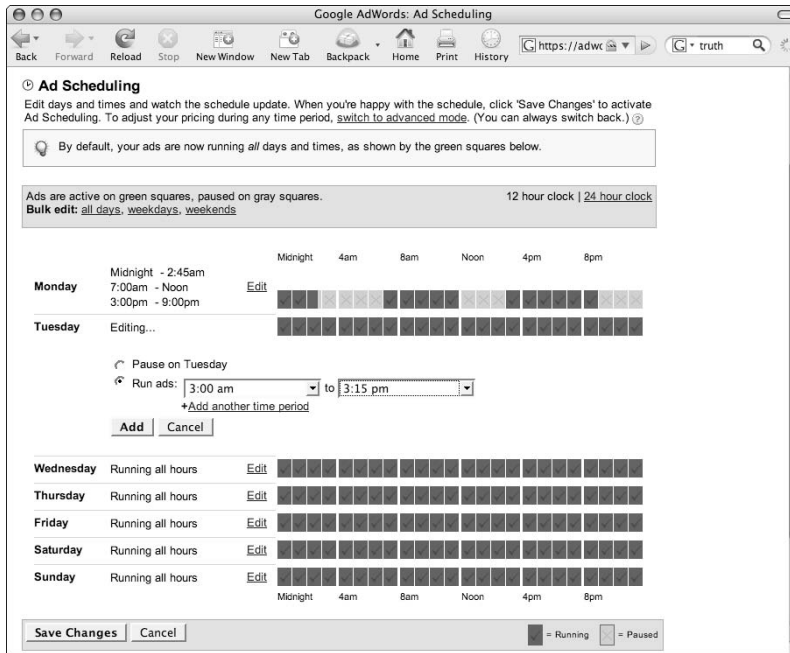 Google AdWords: Ad Scheduling
Back Forward Reload Stop New Window New Tab Backpack Home Print History https://adwc truth
Ad Scheduling
Edit days and times and watch the schedule update. When you're happy with the schedule, click 'Save Changes' to activate
Ad Scheduling. To adjust your pricing during any time period, switch to advanced mode. (You can always switch back.) ?
By default, your ads are now running all days and times, as shown by the green squares below.
Ads are active on green squares, paused on gray squares. 12 hour clock | 24 hour clock
Bulk edit: all days, weekdays, weekends
Midnight 4am 8am Noon 4pm 8pm
Midnight - 2:45am
Monday 7:00am - Noon Edit
3:00pm - 9:00pm
Tuesday Editing...
Pause on Tuesday
Run ads: 3:00 am to 3:15 pm
+Add another time period
Add Cancel
Wednesday Running all hours Edit
Thursday Running all hours Edit
Friday Running all hours Edit
Saturday Running all hours Edit
Sunday Running all hours Edit
Midnight 4am 8am Noon 4pm 8pm
Save Changes Cancel = Running = Paused